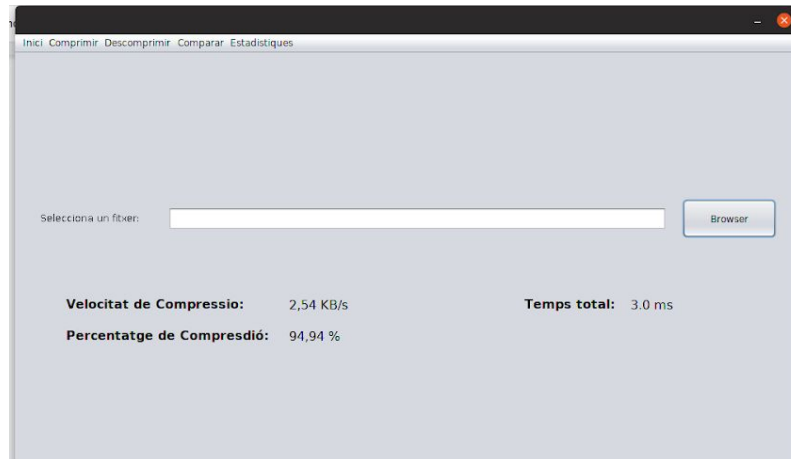 Inici Comprimir Descomprimir Comparar Estadistiques
Selecciona un fitxer: Browser
Velocitat de Compressio: 2,54 KB/s Temps total: 3.0 ms
Percentatge de Compresdió: 94,94 %